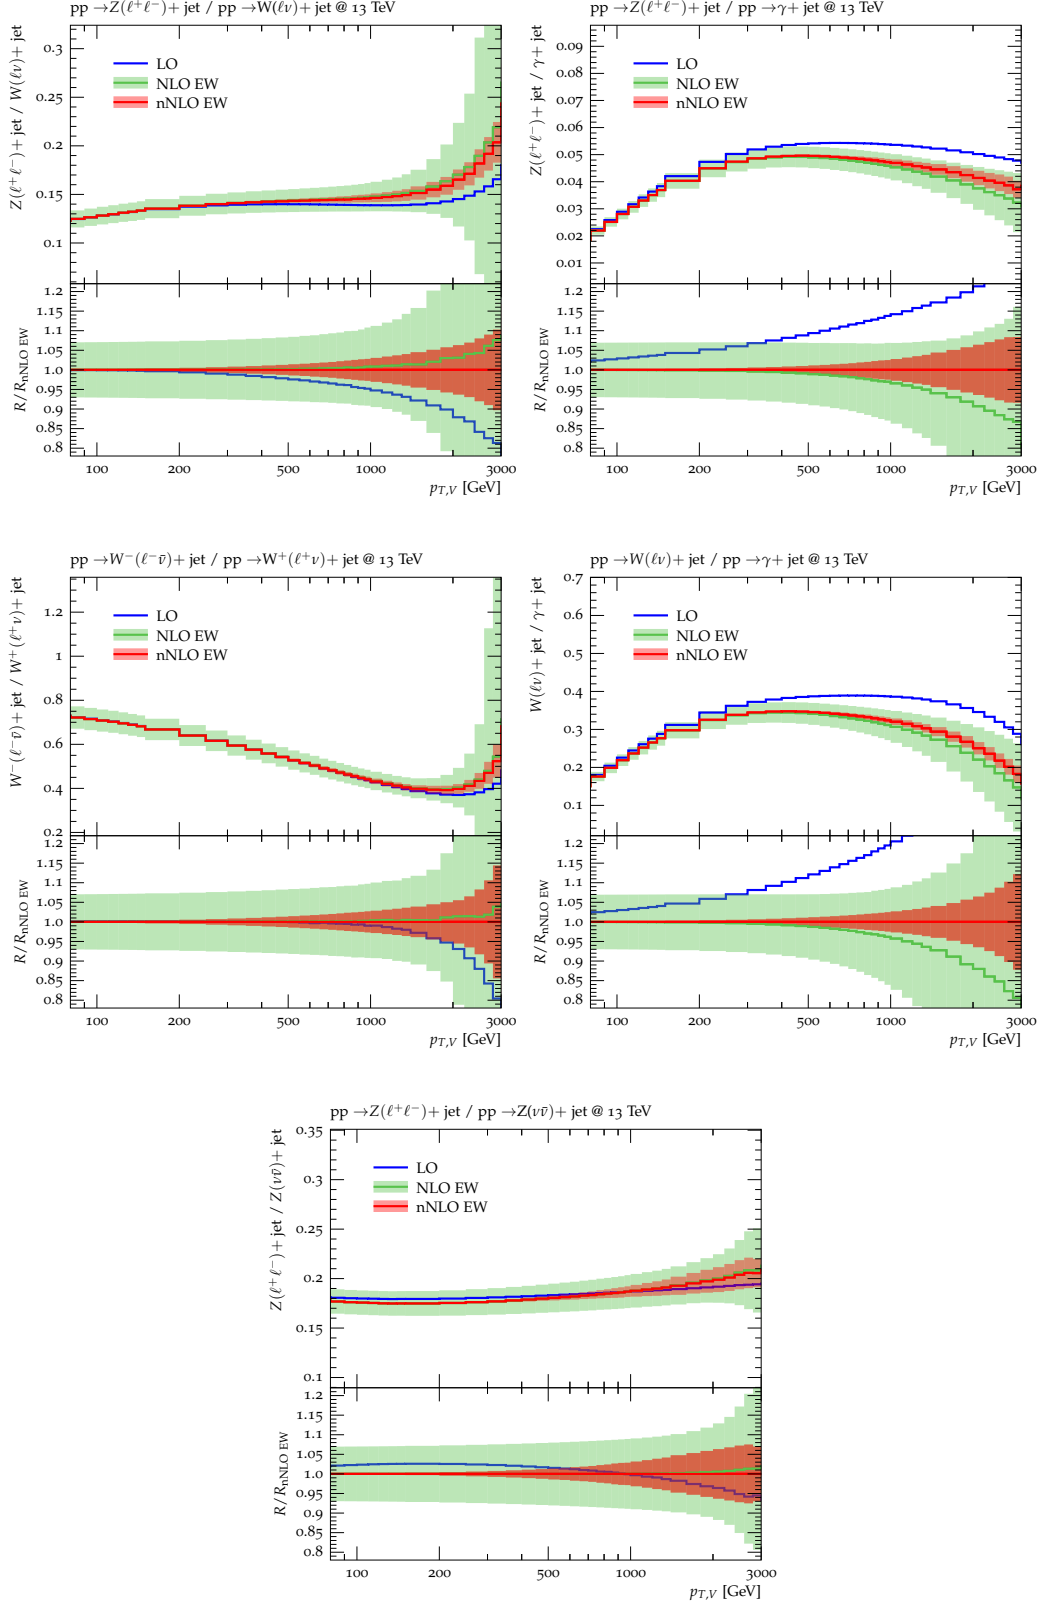 pp →Z(ℓ⁺ℓ⁻)+ jet / pp →W(ℓν)+ jet @ 13 TeV
Z(ℓ⁺ℓ⁻)+ jet / W(ℓν)+ jet
0.3
0.25
0.2
0.15
0.1
LO
NLO EW
nNLO EW
R/R_nNLO EW
1.2
1.15
1.1
1.05
1.0
0.95
0.9
0.85
0.8
100 200 500 1000 3000
p_T,V [GeV]
pp →Z(ℓ⁺ℓ⁻)+ jet / pp →γ+ jet @ 13 TeV
Z(ℓ⁺ℓ⁻)+ jet / γ+ jet
0.09
0.08
0.07
0.06
0.05
0.04
0.03
0.02
0.01
LO
NLO EW
nNLO EW
R/R_nNLO EW
1.2
1.15
1.1
1.05
1.0
0.95
0.9
0.85
0.8
100 200 500 1000 3000
p_T,V [GeV]
pp →W⁻(ℓ⁻ν̄)+ jet / pp →W⁺(ℓ⁺ν)+ jet @ 13 TeV
W⁻(ℓ⁻ν̄)+ jet / W⁺(ℓ⁺ν)+ jet
1.2
1
0.8
0.6
0.4
0.2
LO
NLO EW
nNLO EW
R/R_nNLO EW
1.2
1.15
1.1
1.05
1.0
0.95
0.9
0.85
0.8
100 200 500 1000 3000
p_T,V [GeV]
pp →W(ℓν)+ jet / pp →γ+ jet @ 13 TeV
W(ℓν)+ jet / γ+ jet
0.7
0.6
0.5
0.4
0.3
0.2
0.1
LO
NLO EW
nNLO EW
R/R_nNLO EW
1.2
1.15
1.1
1.05
1.0
0.95
0.9
0.85
0.8
100 200 500 1000 3000
p_T,V [GeV]
pp →Z(ℓ⁺ℓ⁻)+ jet / pp →Z(νν̄)+ jet @ 13 TeV
Z(ℓ⁺ℓ⁻)+ jet / Z(νν̄)+ jet
0.35
0.3
0.25
0.2
0.15
0.1
LO
NLO EW
nNLO EW
R/R_nNLO EW
1.2
1.15
1.1
1.05
1.0
0.95
0.9
0.85
0.8
100 200 500 1000 3000
p_T,V [GeV]